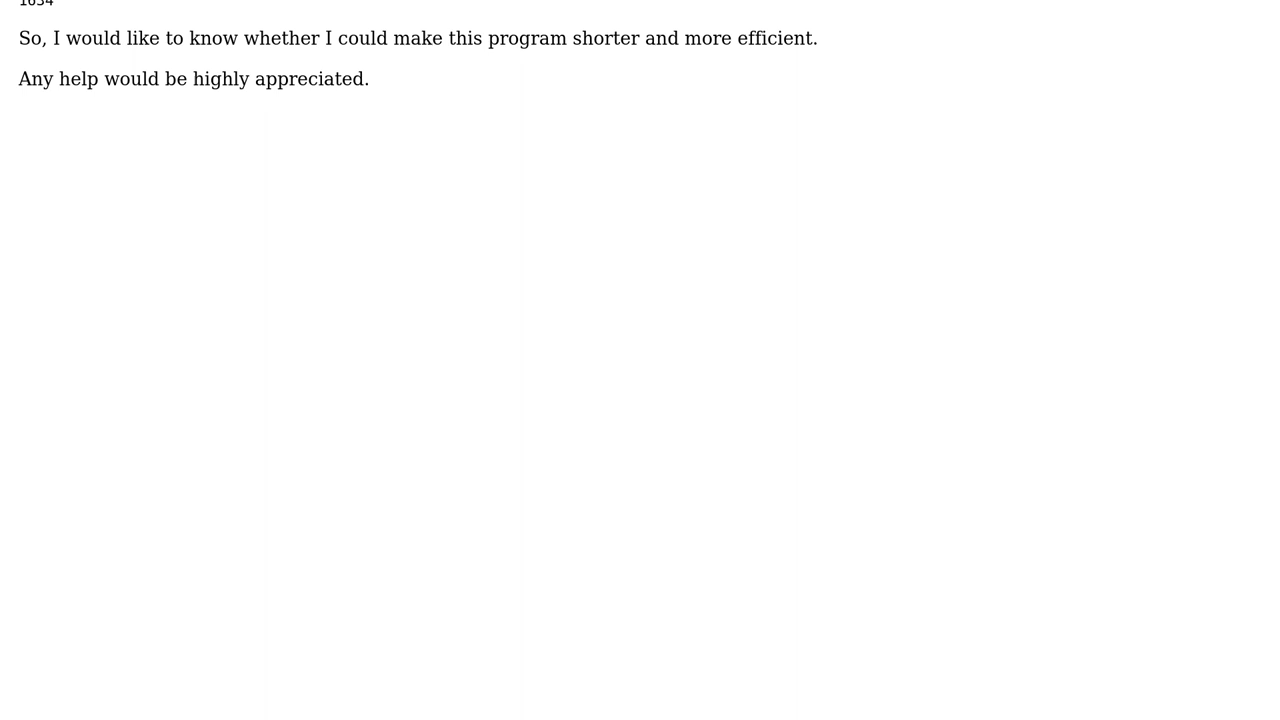 1634
So, I would like to know whether I could make this program shorter and more efficient.
Any help would be highly appreciated.